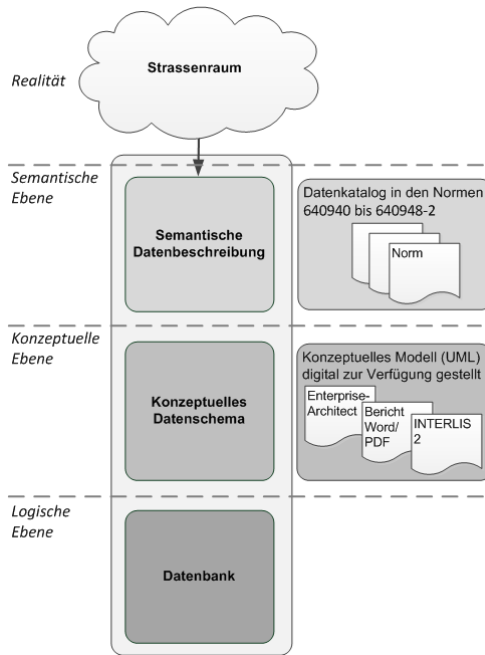 Strassenraum
Realität
Semantische
Ebene
Semantische
Datenbeschreibung
Datenkatalog in den Normen
640940 bis 640948-2
Norm
Konzeptuelle
Ebene
Konzeptuelles
Datenschema
Konzeptuelles Modell (UML)
digital zur Verfügung gestellt
Enterprise-
Architect
Bericht
Word/
PDF
INTERLIS
2
Logische
Ebene
Datenbank